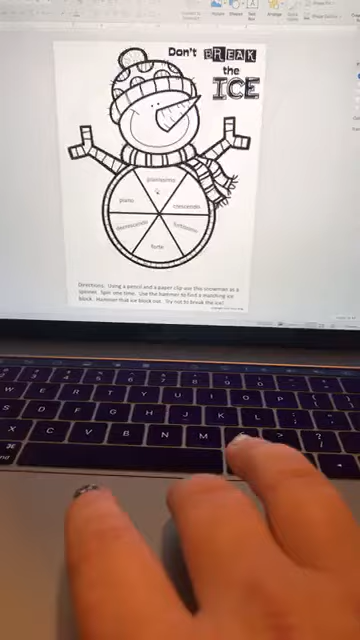 Don't BREAK
the
ICE
pianissimo
piano
crescendo
decrescendo
fortissimo
forte
Directions: Using a pencil and a paper clip use this snowman as a
spinner. Spin one time. Use the hammer to find a matching ice
block. Hammer that ice block out. Try not to break the ice!
W E R T Y U I O P
S D F G H J K L
X C V B N M